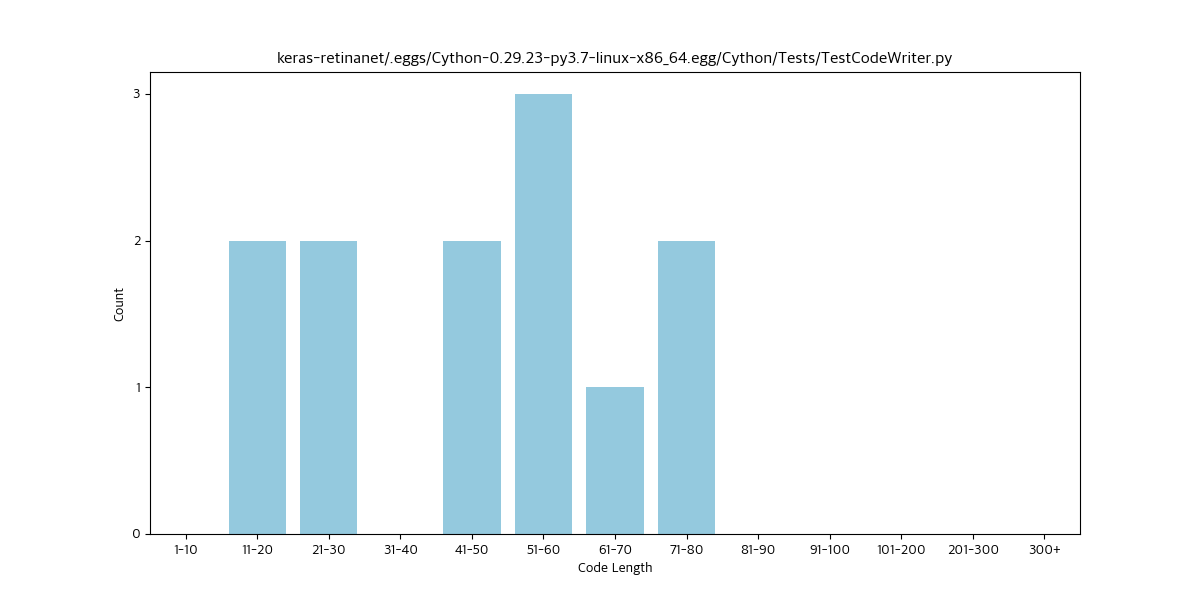 keras-retinanet/.eggs/Cython-0.29.23-py3.7-linux-x86_64.egg/Cython/Tests/TestCodeWriter.py
3
2
1
0
Count
1-10 11-20 21-30 31-40 41-50 51-60 61-70 71-80 81-90 91-100 101-200 201-300 300+
Code Length